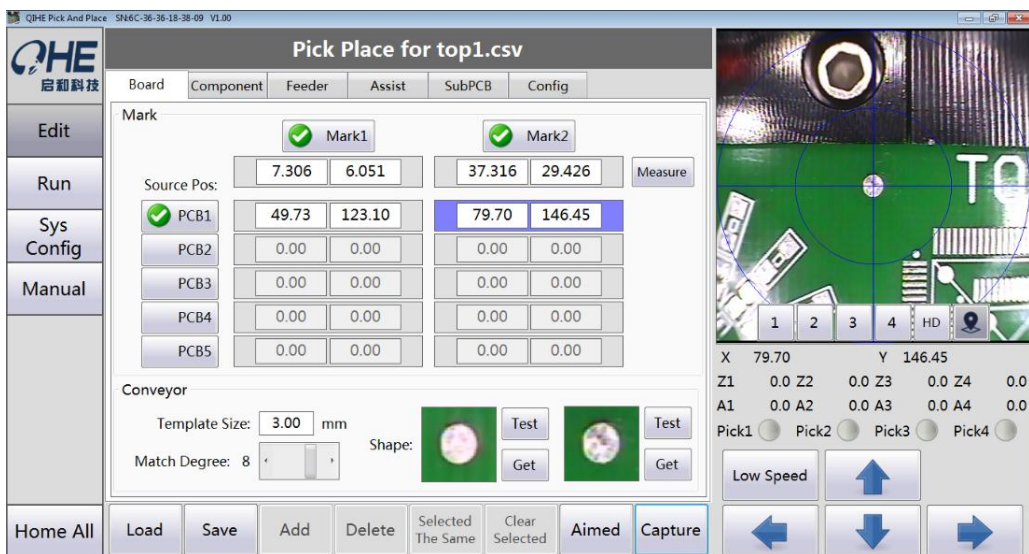 QIHE Pick And Place SN:6C-36-36-18-38-09 V1.00
QIHE
启和科技
Pick Place for top1.csv
Board Component Feeder Assist SubPCB Config
Edit
Run
Sys
Config
Manual
Home All
Mark
Mark1 Mark2
Source Pos: 7.306 6.051 37.316 29.426 Measure
PCB1 49.73 123.10 79.70 146.45
PCB2 0.00 0.00 0.00 0.00
PCB3 0.00 0.00 0.00 0.00
PCB4 0.00 0.00 0.00 0.00
PCB5 0.00 0.00 0.00 0.00
Conveyor
Template Size: 3.00 mm
Match Degree: 8
Shape:
Test
Get
Test
Get
Load Save Add Delete Selected The Same Clear Selected Aimed Capture
TO
1 2 3 4 HD
X 79.70 Y 146.45
Z1 0.0 Z2 0.0 Z3 0.0 Z4 0.0
A1 0.0 A2 0.0 A3 0.0 A4 0.0
Pick1 Pick2 Pick3 Pick4
Low Speed